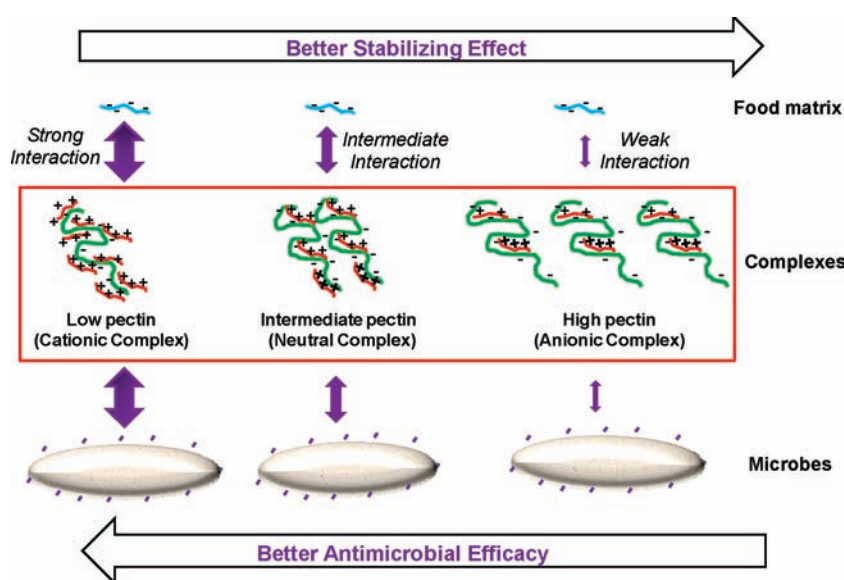 Better Stabilizing Effect
Food matrix
Strong
Interaction
Intermediate
Interaction
Weak
Interaction
Complexes
Low pectin
(Cationic Complex)
Intermediate pectin
(Neutral Complex)
High pectin
(Anionic Complex)
Microbes
Better Antimicrobial Efficacy